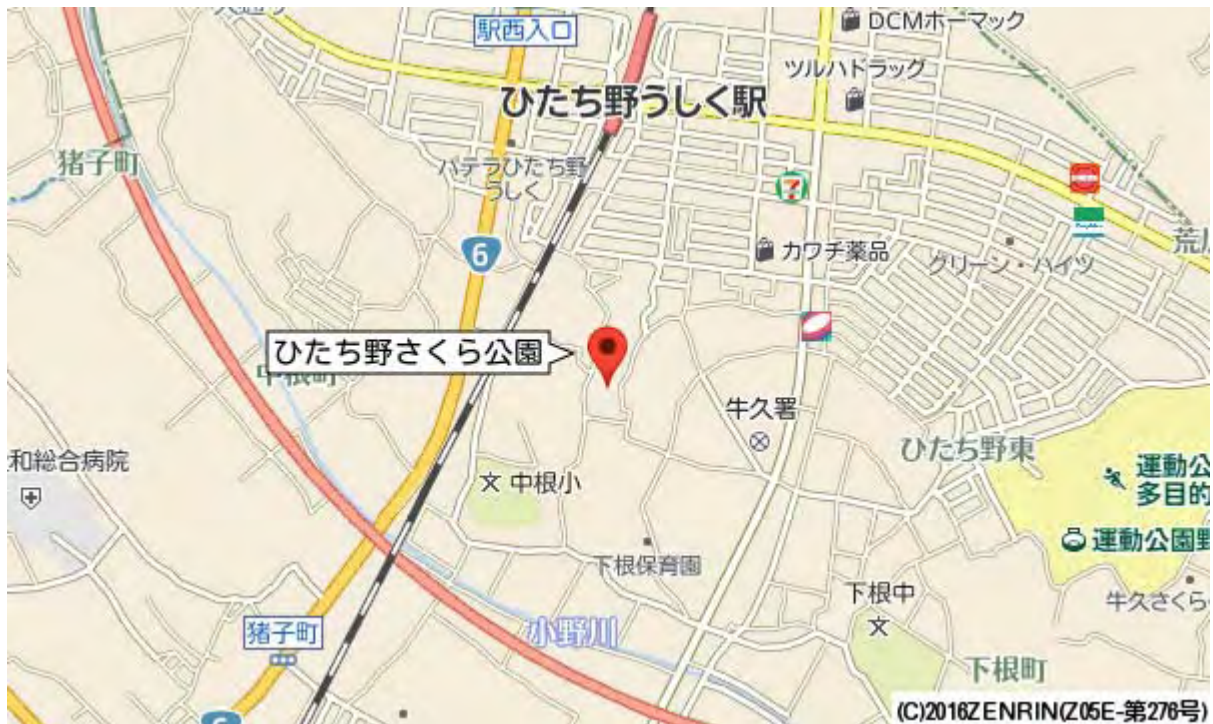 駅西入口
DCMホーマック
ツルハドラッグ
ひたち野うしく駅
猪子町
ハテラひたち野
うしく
7
6
カワチ薬品
グリーン・ハイツ
荒川
ひたち野さくら公園
中根町
牛久署
ひたち野東
和総合病院
中根小
運動公
多目的
運動公園野
下根保育園
下根中
牛久さくら
猪子町
小野川
下根町
6
(C)2016ZENRIN(Z05E-第276号)